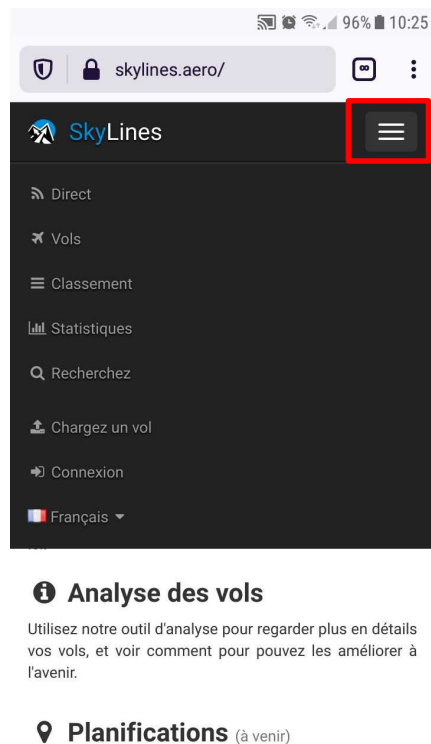 96% 10:25
skylines.aero/
SkyLines
Direct
Vols
Classement
Statistiques
Recherchez
Chargez un vol
Connexion
Français
Analyse des vols
Utilisez notre outil d'analyse pour regarder plus en détails
vos vols, et voir comment pour pouvez les améliorer à
l'avenir.
Planifications (à venir)